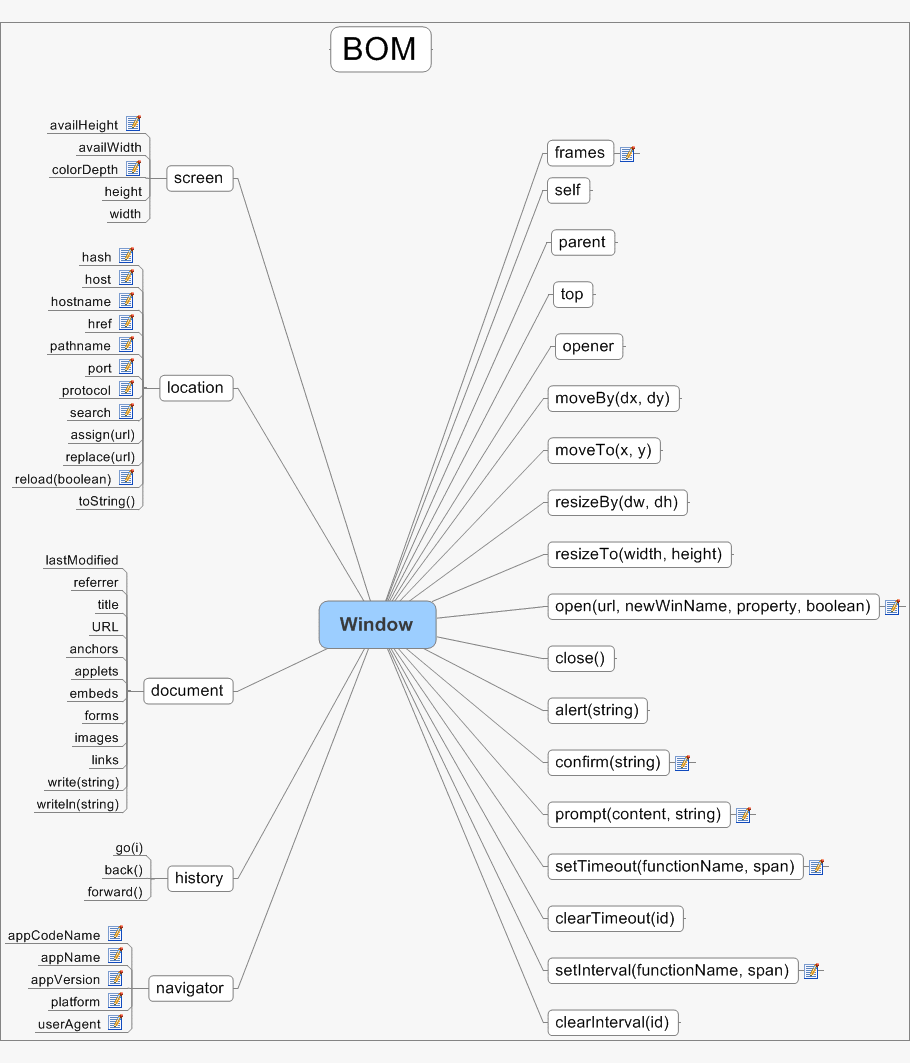 BOM
availHeight
availWidth
colorDepth
height
width
screen
hash
host
hostname
href
pathname
port
protocol
search
assign(url)
replace(url)
reload(boolean)
toString()
location
lastModified
referrer
title
URL
anchors
applets
embeds
forms
images
links
write(string)
writeln(string)
document
go(i)
back()
forward()
history
appCodeName
appName
appVersion
platform
userAgent
navigator
Window
frames
self
parent
top
opener
moveBy(dx, dy)
moveTo(x, y)
resizeBy(dw, dh)
resizeTo(width, height)
open(url, newWinName, property, boolean)
close()
alert(string)
confirm(string)
prompt(content, string)
setTimeout(functionName, span)
clearTimeout(id)
setInterval(functionName, span)
clearInterval(id)